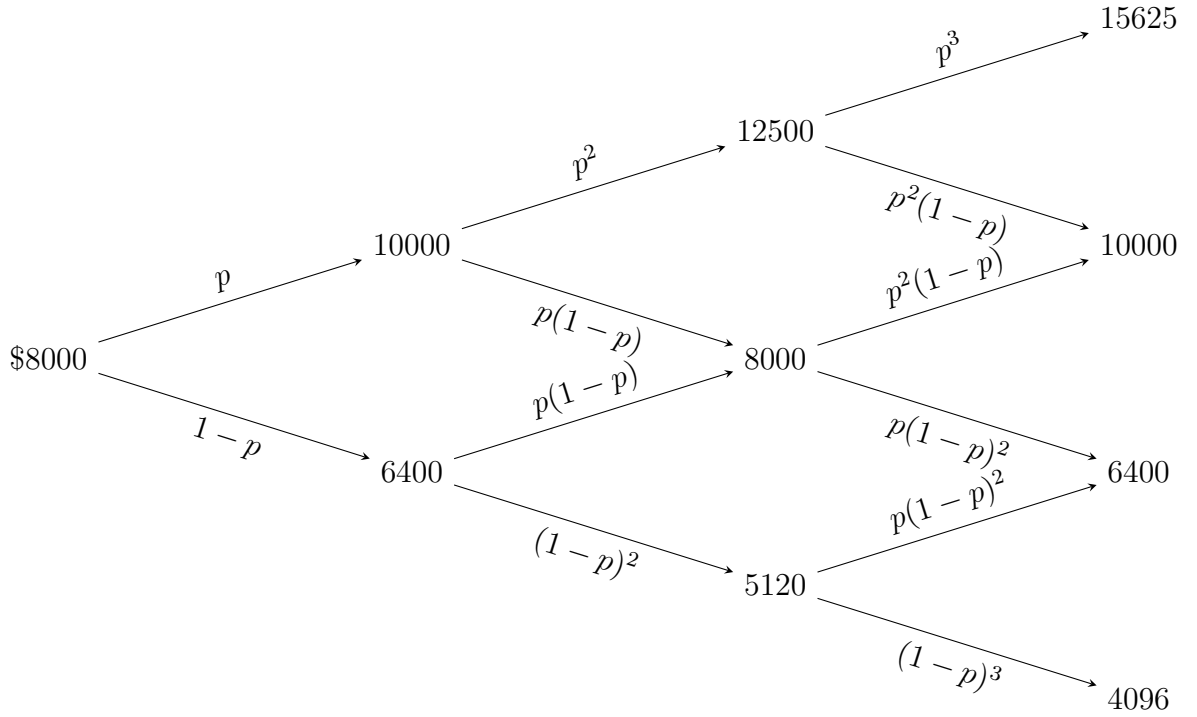 15625
p³
12500
p²
p²(1 − p)
10000
10000
p
p²(1 − p)
p(1 − p)
$8000
8000
p(1 − p)
1 − p
p(1 − p)²
6400
6400
p(1 − p)²
(1 − p)²
5120
(1 − p)³
4096